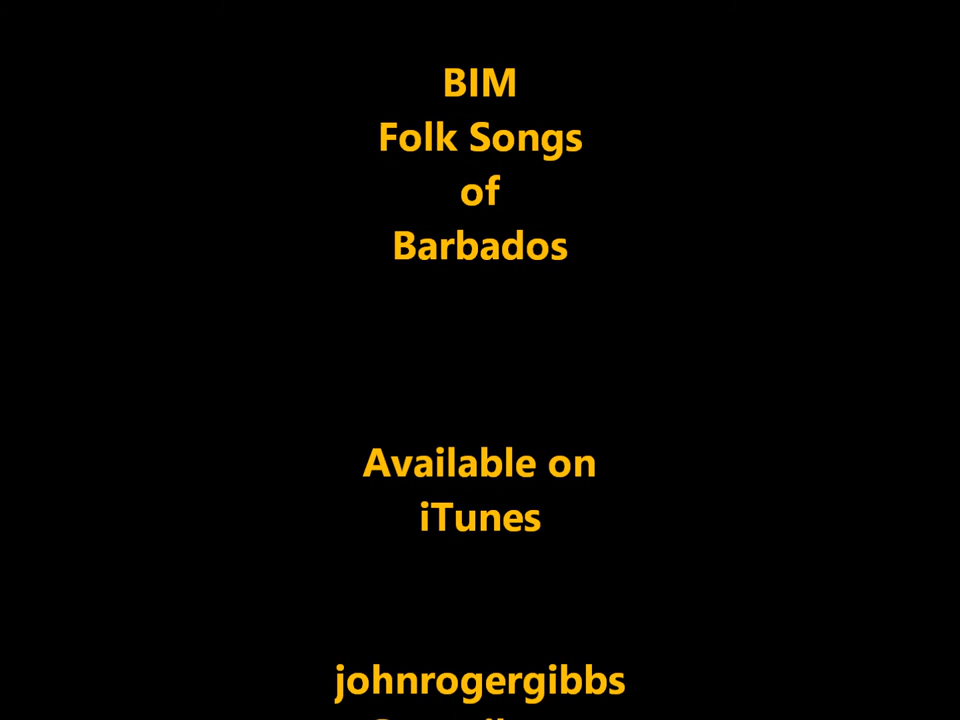 BIM
Folk Songs
of
Barbados
Available on
iTunes
johnrogergibbs